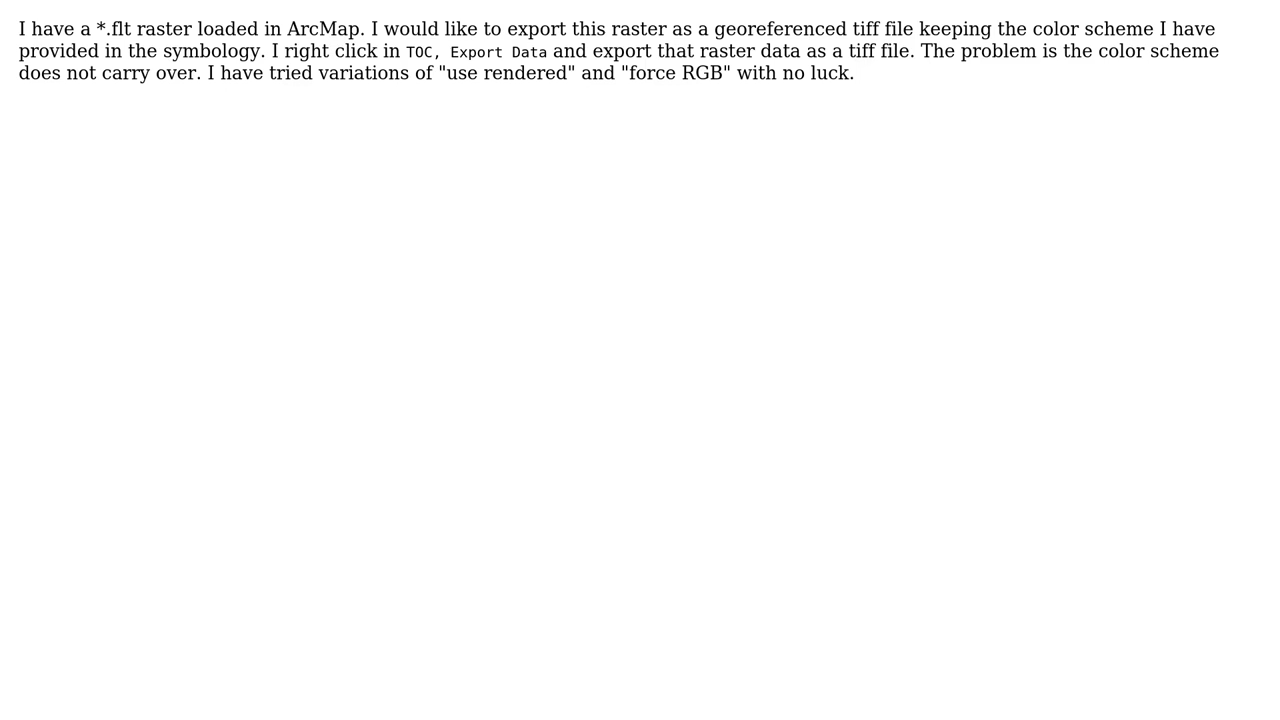 I have a *.flt raster loaded in ArcMap. I would like to export this raster as a georeferenced tiff file keeping the color scheme I have
provided in the symbology. I right click in TOC, Export Data and export that raster data as a tiff file. The problem is the color scheme
does not carry over. I have tried variations of "use rendered" and "force RGB" with no luck.